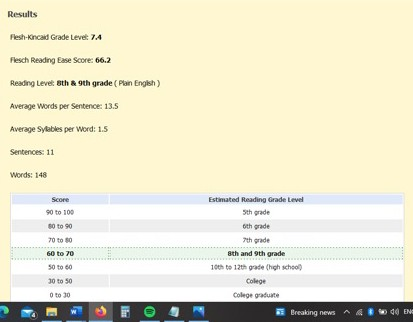 Results
Flesh-Kincaid Grade Level: 7.4
Flesch Reading Ease Score: 66.2
Reading Level: 8th & 9th grade ( Plain English )
Average Words per Sentence: 13.5
Average Syllables per Word: 1.5
Sentences: 11
Words: 148
Score Estimated Reading Grade Level
90 to 100 5th grade
80 to 90 6th grade
70 to 80 7th grade
60 to 70 8th and 9th grade
50 to 60 10th to 12th grade (high school)
30 to 50 College
0 to 30 College graduate
Breaking news ENG